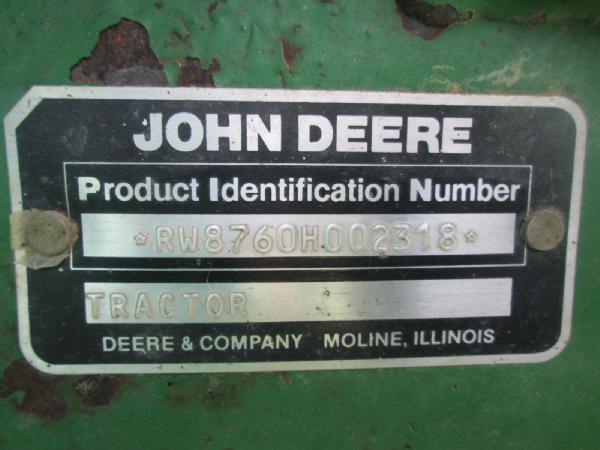 JOHN DEERE
Product Identification Number
*RW8760H002318*
TRACTOR
DEERE & COMPANY MOLINE, ILLINOIS